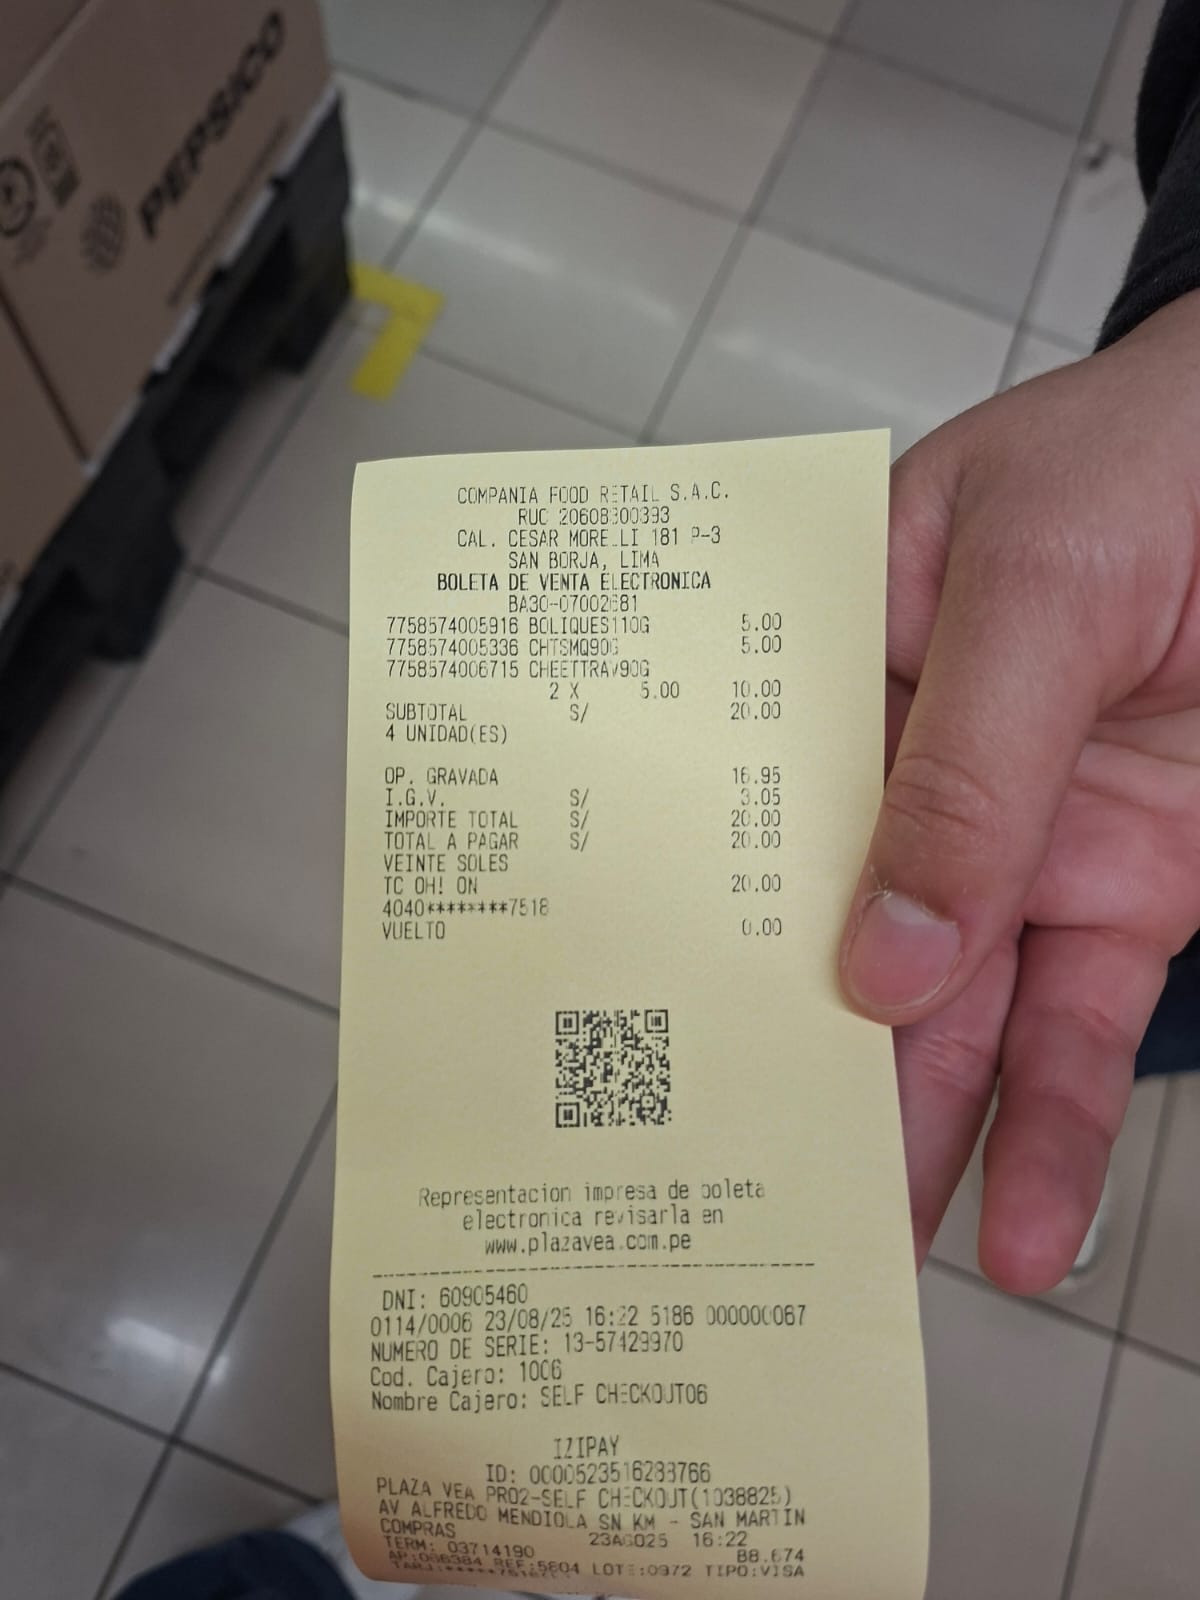 PEPSICO
COMPANIA FOOD RETAIL S.A.C.
RUC 20608300393
CAL. CESAR MORELLI 181 P-3
SAN BORJA, LIMA
BOLETA DE VENTA ELECTRONICA
BA30-07002681
7758574005916 BOLIQUES110G 5.00
7758574005336 CHTSMQ90G 5.00
7758574006715 CHEETTRAV90G
2 X 5.00 10.00
SUBTOTAL S/ 20.00
4 UNIDAD(ES)
OP. GRAVADA 16.95
I.G.V. S/ 3.05
IMPORTE TOTAL S/ 20.00
TOTAL A PAGAR S/ 20.00
VEINTE SOLES
TC OH! ON 20.00
4040********7518
VUELTO 0.00
Representacion impresa de boleta
electronica revisarla en
www.plazavea.com.pe
DNI: 60905460
0114/0006 23/08/25 16:22 5186 000000067
NUMERO DE SERIE: 13-57429970
Cod. Cajero: 1006
Nombre Cajero: SELF CHECKOUT06
IZIPAY
ID: 0000523516283766
PLAZA VEA PRO2-SELF CHECKOUT(1038825)
AV ALFREDO MENDIOLA SN KM - SAN MARTIN
COMPRAS 23AGO25 16:22
TERM: 03714190 B8.674
AP:066384 REF:5804 LOTE:0972 TIPO:VISA